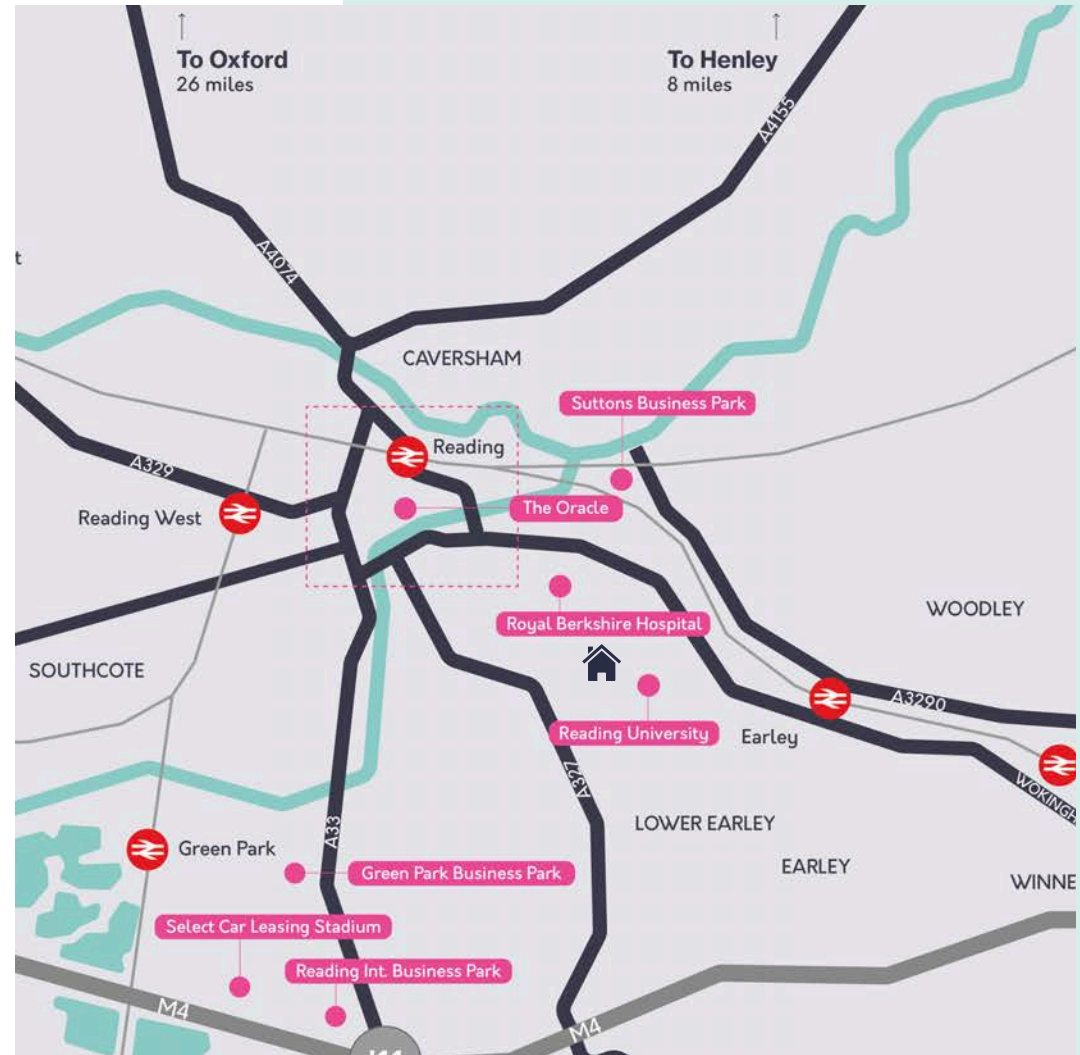 To Oxford
26 miles
To Henley
8 miles
A4155
A4074
t
CAVERSHAM
Suttons Business Park
Reading
A329
Reading West
The Oracle
Royal Berkshire Hospital
WOODLEY
SOUTHCOTE
A3290
Reading University
Earley
A327
WOKINGH
LOWER EARLEY
A33
Green Park
EARLEY
Green Park Business Park
WINNE
Select Car Leasing Stadium
Reading Int. Business Park
M4
M4